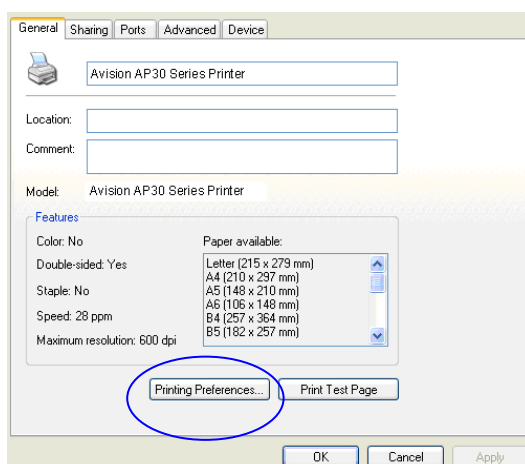 General Sharing Ports Advanced Device
Avision AP30 Series Printer
Location:
Comment:
Model: Avision AP30 Series Printer
Features
Color: No
Double-sided: Yes
Staple: No
Speed: 28 ppm
Maximum resolution: 600 dpi
Paper available:
Letter (215 x 279 mm)
A4 (210 x 297 mm)
A5 (148 x 210 mm)
A6 (106 x 148 mm)
B4 (257 x 364 mm)
B5 (182 x 257 mm)
Printing Preferences... Print Test Page
OK Cancel Apply